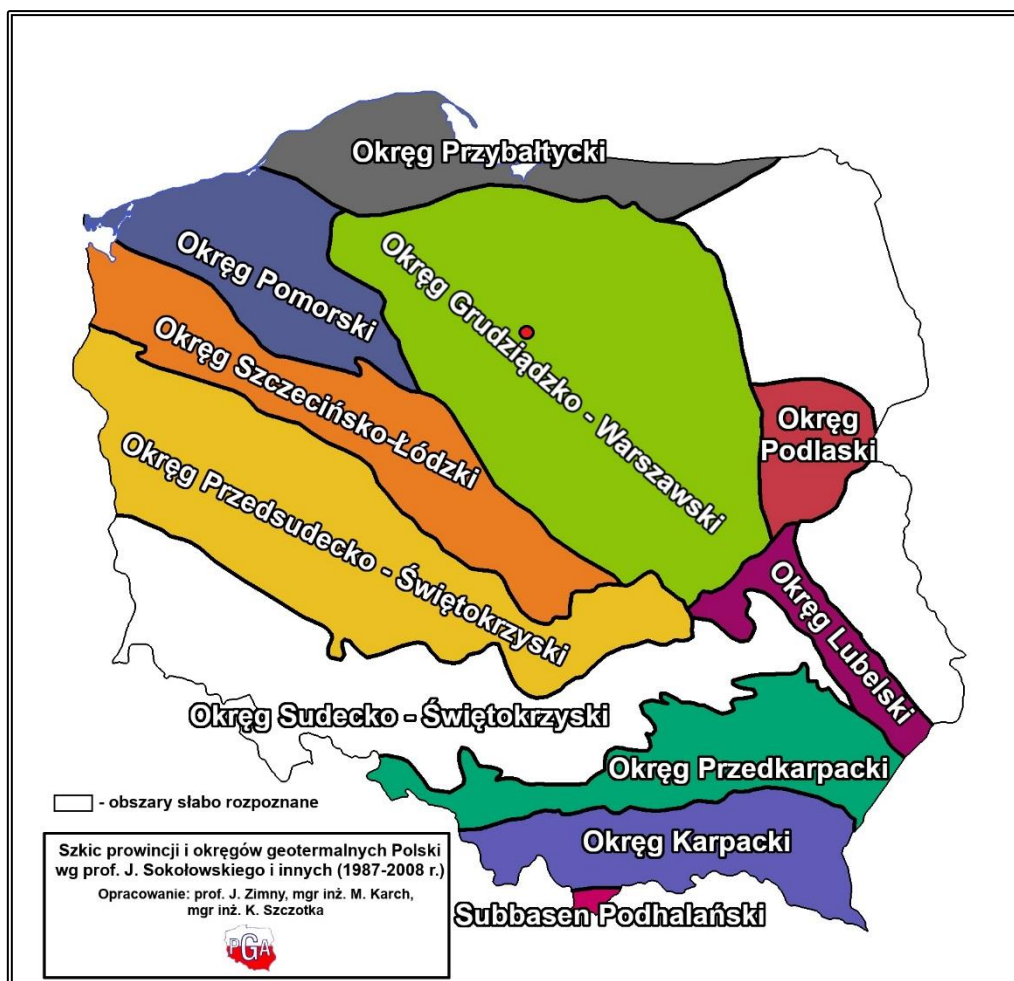 Okręg Przybałtycki
Okręg Pomorski
Okręg Grudziądzko - Warszawski
Okręg Szczecińsko-Łódzki
Okręg Podlaski
Okręg Przedsudecko - Świętokrzyski
Okręg Lubelski
Okręg Sudecko - Świętokrzyski
Okręg Przedkarpacki
- obszary słabo rozpoznane
Okręg Karpacki
Subbasen Podhalański
Szkic prowincji i okręgów geotermalnych Polski
wg prof. J. Sokołowskiego i innych (1987-2008 r.)
Opracowanie: prof. J. Zimny, mgr inż. M. Karch,
mgr inż. K. Szczotka
PGA